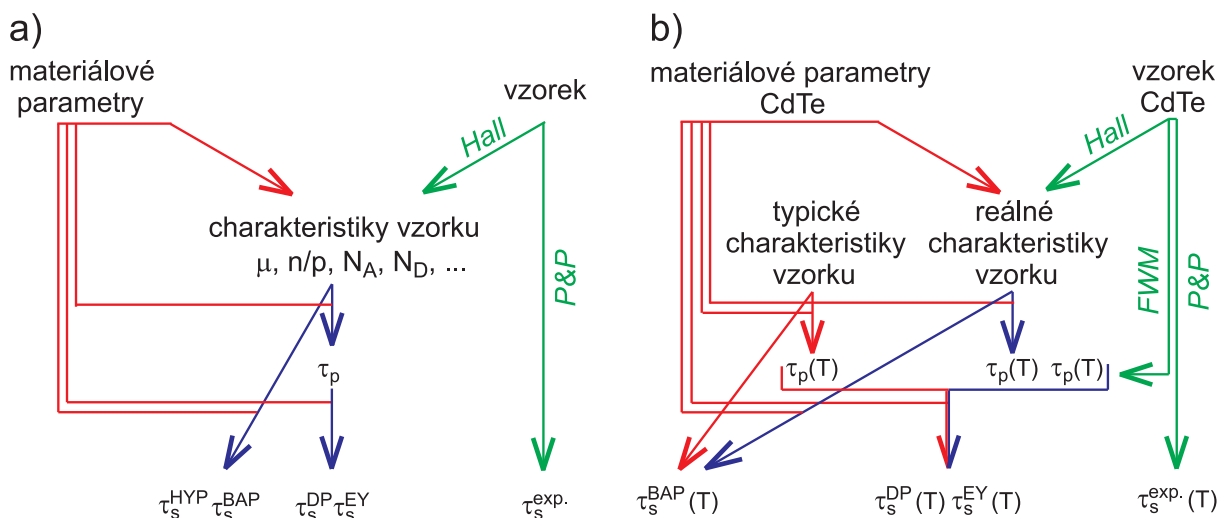 a)
materiálové
parametry
vzorek
Hall
charakteristiky vzorku
μ, n/p, N_A, N_D, ...
P&P
τ_p
τ_s^HYP τ_s^BAP
τ_s^DP τ_s^EY
τ_s^exp.
b)
materiálové parametry
CdTe
vzorek
CdTe
Hall
typické
charakteristiky
vzorku
reálné
charakteristiky
vzorku
FWM
P&P
τ_p(T)
τ_p(T)
τ_p(T)
τ_s^BAP(T)
τ_s^DP(T) τ_s^EY(T)
τ_s^exp.(T)